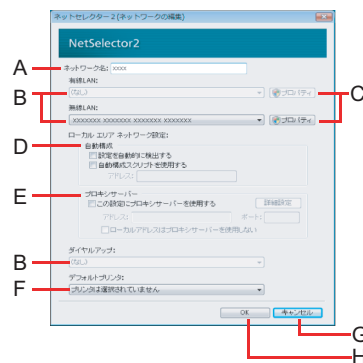 ネットセレクター2 (ネットワークの編集)
NetSelector2
A
ネットワーク名: xxxx
有線LAN:
B
(なし)
プロパティ
C
無線LAN:
xxxxxxxx xxxxxxx xxxxxxxx xxxxxxx
プロパティ
ローカル エリア ネットワーク設定:
D
自動構成
設定を自動的に検出する
自動構成スクリプトを使用する
アドレス:
E
プロキシサーバー
この設定にプロキシサーバーを使用する
詳細設定
アドレス:
ポート:
ローカルアドレスはプロキシサーバーを使用しない
ダイヤルアップ:
B
(なし)
デフォルトプリンタ:
F
プリンタは選択されていません
OK
キャンセル
G
H